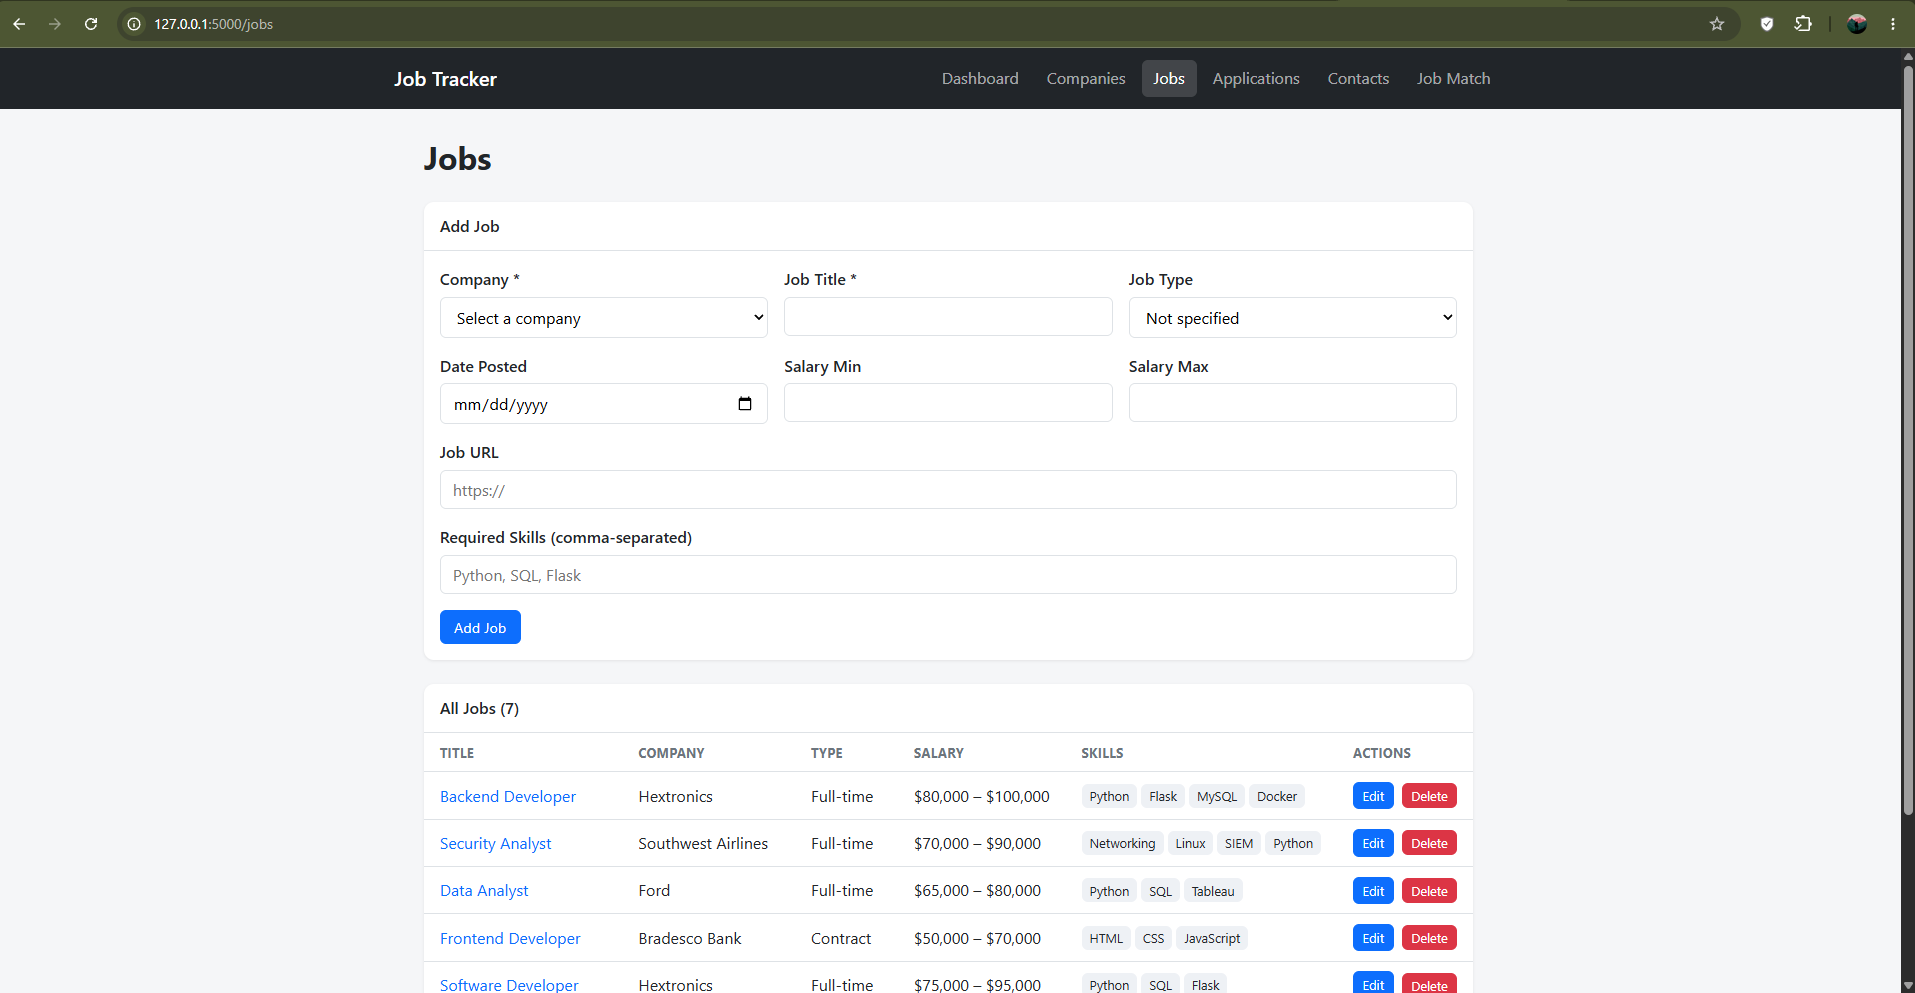 127.0.0.1:5000/jobs
Job Tracker
Dashboard
Companies
Jobs
Applications
Contacts
Job Match
Jobs
Add Job
Company *
Job Title *
Job Type
Select a company
Not specified
Date Posted
Salary Min
Salary Max
mm/dd/yyyy
Job URL
https://
Required Skills (comma-separated)
Python, SQL, Flask
Add Job
All Jobs (7)
TITLE COMPANY TYPE SALARY SKILLS ACTIONS
Backend Developer Hextronics Full-time $80,000 – $100,000 Python Flask MySQL Docker Edit Delete
Security Analyst Southwest Airlines Full-time $70,000 – $90,000 Networking Linux SIEM Python Edit Delete
Data Analyst Ford Full-time $65,000 – $80,000 Python SQL Tableau Edit Delete
Frontend Developer Bradesco Bank Contract $50,000 – $70,000 HTML CSS JavaScript Edit Delete
Software Developer Hextronics Full-time $75,000 – $95,000 Python SQL Flask Edit Delete